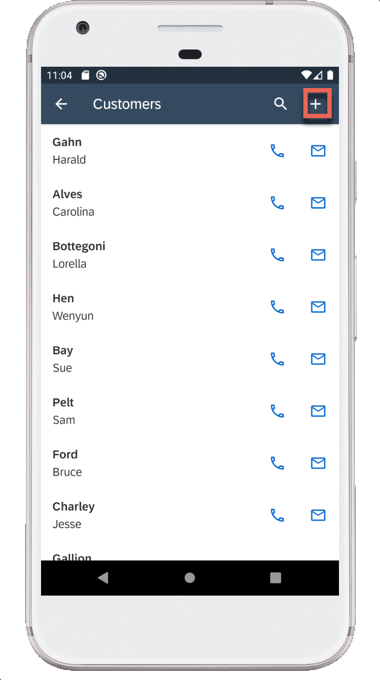 11:04
Customers
Gahn
Harald
Alves
Carolina
Bottegoni
Lorella
Hen
Wenyun
Bay
Sue
Pelt
Sam
Ford
Bruce
Charley
Jesse
Gallion